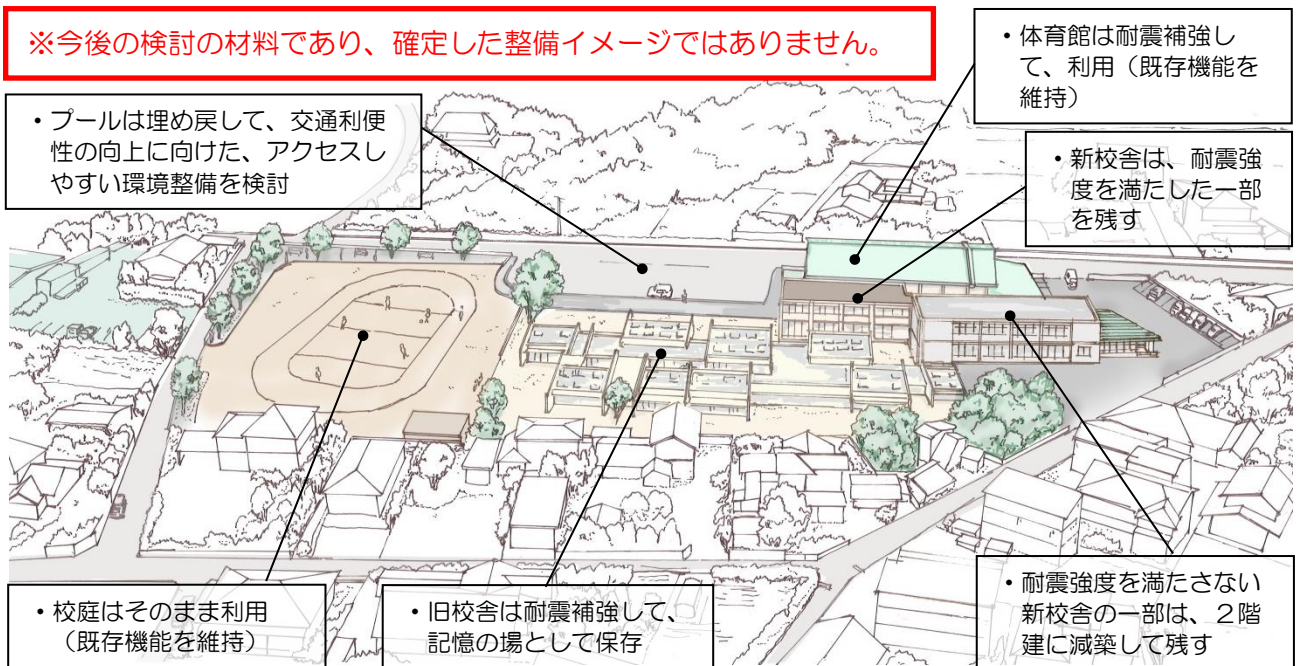 ※今後の検討の材料であり、確定した整備イメージではありません。
・体育館は耐震補強し
て、利用（既存機能を
維持）
・プールは埋め戻して、交通利便
性の向上に向けた、アクセスし
やすい環境整備を検討
・新校舎は、耐震強
度を満たした一部
を残す
・校庭はそのまま利用
（既存機能を維持）
・旧校舎は耐震補強して、
記憶の場として保存
・耐震強度を満たさない
新校舎の一部は、２階
建に減築して残す